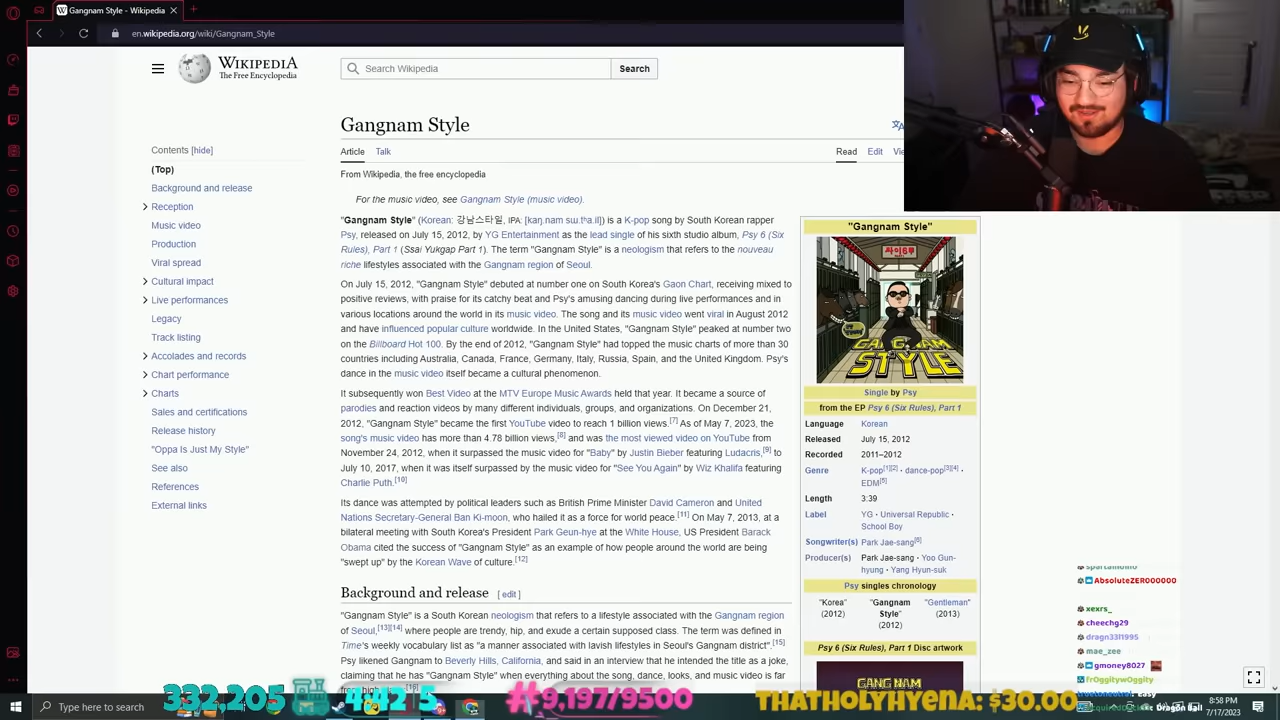 "Gangnam Style" - Wikipedia
en.wikipedia.org/wiki/Gangnam_Style
WIKIPEDIA
The Free Encyclopedia
Search Wikipedia
Search
Gangnam Style
Article Talk
Read Edit
From Wikipedia, the free encyclopedia
Contents [hide]
(Top)
Background and release
Reception
Music video
Production
Viral spread
Cultural impact
Live performances
Legacy
Track listing
Accolades and records
Chart performance
Charts
Sales and certifications
Release history
"Oppa Is Just My Style"
See also
References
External links
For the music video, see Gangnam Style (music video).
"Gangnam Style" (Korean: 강남스타일, IPA: [kaŋ.nam sɯ.tʰa.il]) is a K-pop song by South Korean rapper
Psy, released on July 15, 2012, by YG Entertainment as the lead single of his sixth studio album, Psy 6 (Six
Rules), Part 1 (Ssai Yukgap Part 1). The term "Gangnam Style" is a neologism that refers to the nouveau
riche lifestyles associated with the Gangnam region of Seoul.
On July 15, 2012, "Gangnam Style" debuted at number one on South Korea's Gaon Chart, receiving mixed to
positive reviews, with praise for its catchy beat and Psy's amusing dancing during live performances and in
various locations around the world in its music video. The song and its music video went viral in August 2012
and have influenced popular culture worldwide. In the United States, "Gangnam Style" peaked at number two
on the Billboard Hot 100. By the end of 2012, "Gangnam Style" had topped the music charts of more than 30
countries including Australia, Canada, France, Germany, Italy, Russia, Spain, and the United Kingdom. Psy's
dance in the music video itself became a cultural phenomenon.
It subsequently won Best Video at the MTV Europe Music Awards held that year. It became a source of
parodies and reaction videos by many different individuals, groups, and organizations. On December 21,
2012, "Gangnam Style" became the first YouTube video to reach 1 billion views.[7] As of May 7, 2023, the
song's music video has more than 4.78 billion views,[8] and was the most viewed video on YouTube from
November 24, 2012, when it surpassed the music video for "Baby" by Justin Bieber featuring Ludacris,[9] to
July 10, 2017, when it was itself surpassed by the music video for "See You Again" by Wiz Khalifa featuring
Charlie Puth.[10]
Its dance was attempted by political leaders such as British Prime Minister David Cameron and United
Nations Secretary-General Ban Ki-moon, who hailed it as a force for world peace.[11] On May 7, 2013, at a
bilateral meeting with South Korea's President Park Geun-hye at the White House, US President Barack
Obama cited the success of "Gangnam Style" as an example of how people around the world are being
"swept up" by the Korean Wave of culture.[12]
Background and release [ edit ]
"Gangnam Style" is a South Korean neologism that refers to a lifestyle associated with the Gangnam region
of Seoul,[13][14] where people are trendy, hip, and exude a certain supposed class. The term was defined in
Time's weekly vocabulary list as "a manner associated with lavish lifestyles in Seoul's Gangnam district".[15]
Psy likened Gangnam to Beverly Hills, California, and said in an interview that he intended the title as a joke,
claiming that he has "Gangnam Style" when everything about the song, dance, looks, and music video is far
"Gangnam Style"
싸이6甲
GANGNAM
STYLE
Single by Psy
from the EP Psy 6 (Six Rules), Part 1
Language Korean
Released July 15, 2012
Recorded 2011–2012
Genre K-pop[1][2] · dance-pop[3][4] ·
EDM[5]
Length 3:39
Label YG · Universal Republic ·
School Boy
Songwriter(s) Park Jae-sang[6]
Producer(s) Park Jae-sang · Yoo Gun-
hyung · Yang Hyun-suk
Psy singles chronology
"Korea"
(2012)
"Gangnam
Style"
(2012)
"Gentleman"
(2013)
Psy 6 (Six Rules), Part 1 Disc artwork
GANGNAM
AbsoluteZER000000
xexrs_
cheechg29
dragn33l1995
mae_zee
gmoney8027
frOggitywOggity
Dragon Ball
Type here to search
332,205
THATHOLYHYENA: $30.00
8:58 PM
7/17/2023